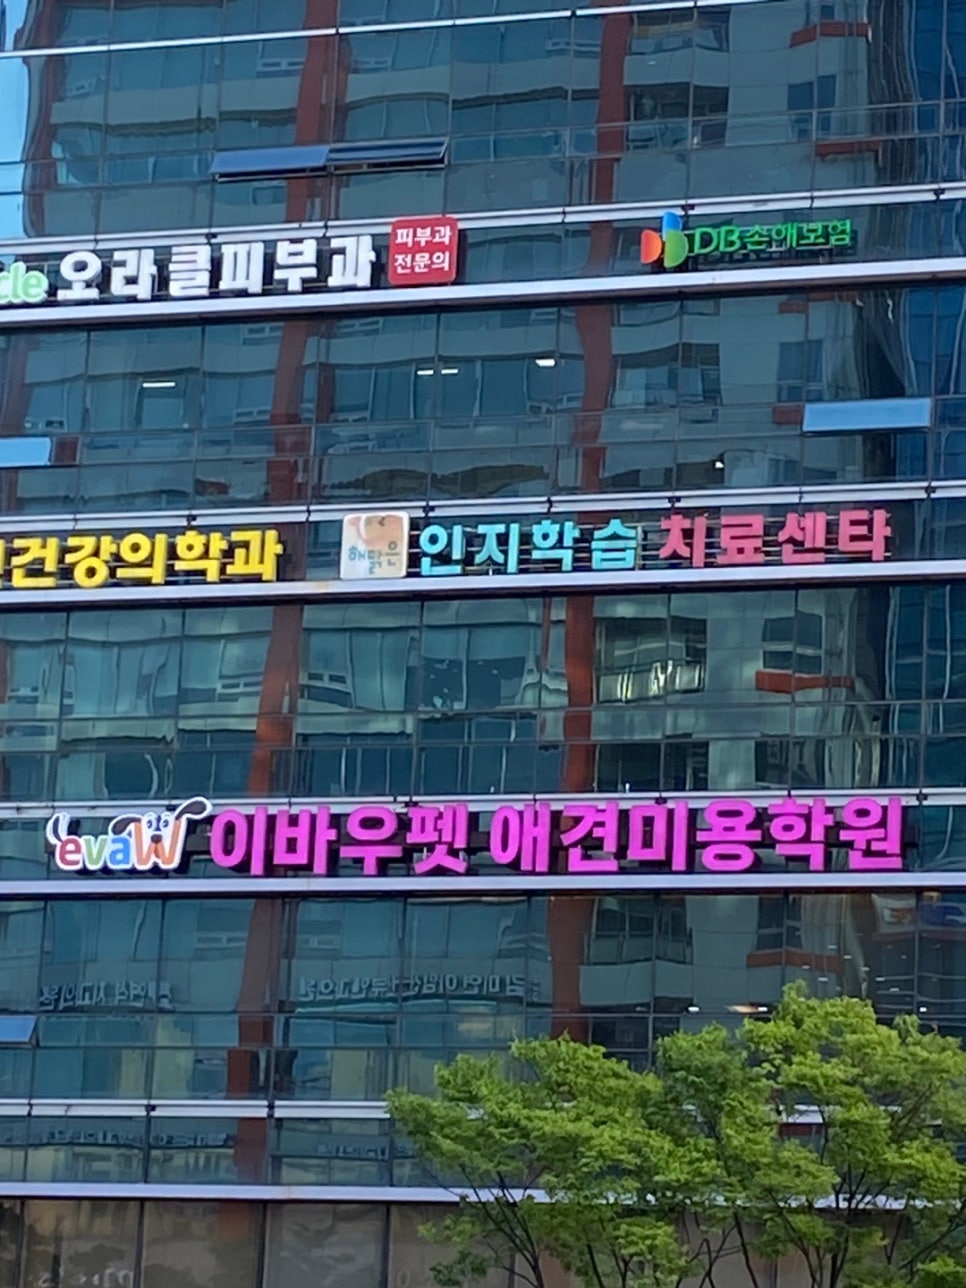 cle 오라클피부과 피부과
전문의
DB손해보험
건강의학과
해맑은 인지학습 치료센타
evaW 이바우펫 애견미용학원